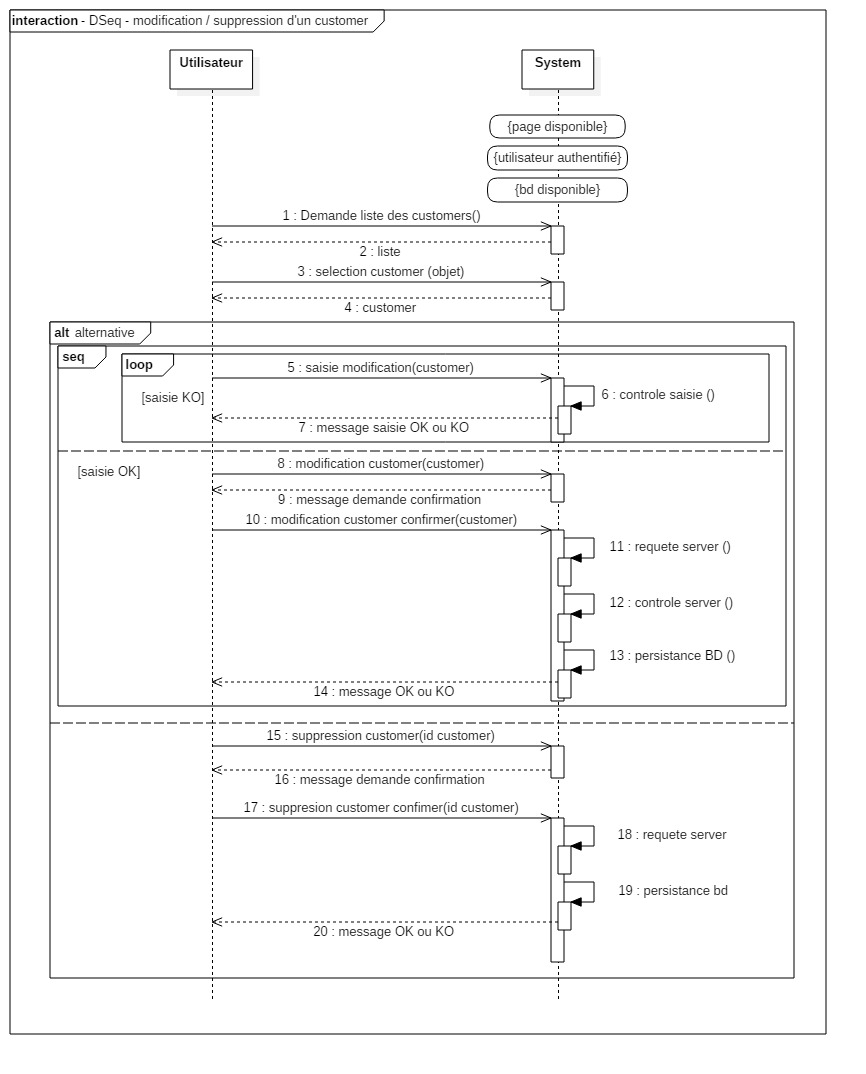 interaction - DSeq - modification / suppression d'un customer
Utilisateur
System
{page disponible}
{utilisateur authentifié}
{bd disponible}
1 : Demande liste des customers()
2 : liste
3 : selection customer (objet)
4 : customer
alt alternative
seq
loop
5 : saisie modification(customer)
[saisie KO]
6 : controle saisie ()
7 : message saisie OK ou KO
[saisie OK]
8 : modification customer(customer)
9 : message demande confirmation
10 : modification customer confirmer(customer)
11 : requete server ()
12 : controle server ()
13 : persistance BD ()
14 : message OK ou KO
15 : suppression customer(id customer)
16 : message demande confirmation
17 : suppresion customer confimer(id customer)
18 : requete server
19 : persistance bd
20 : message OK ou KO